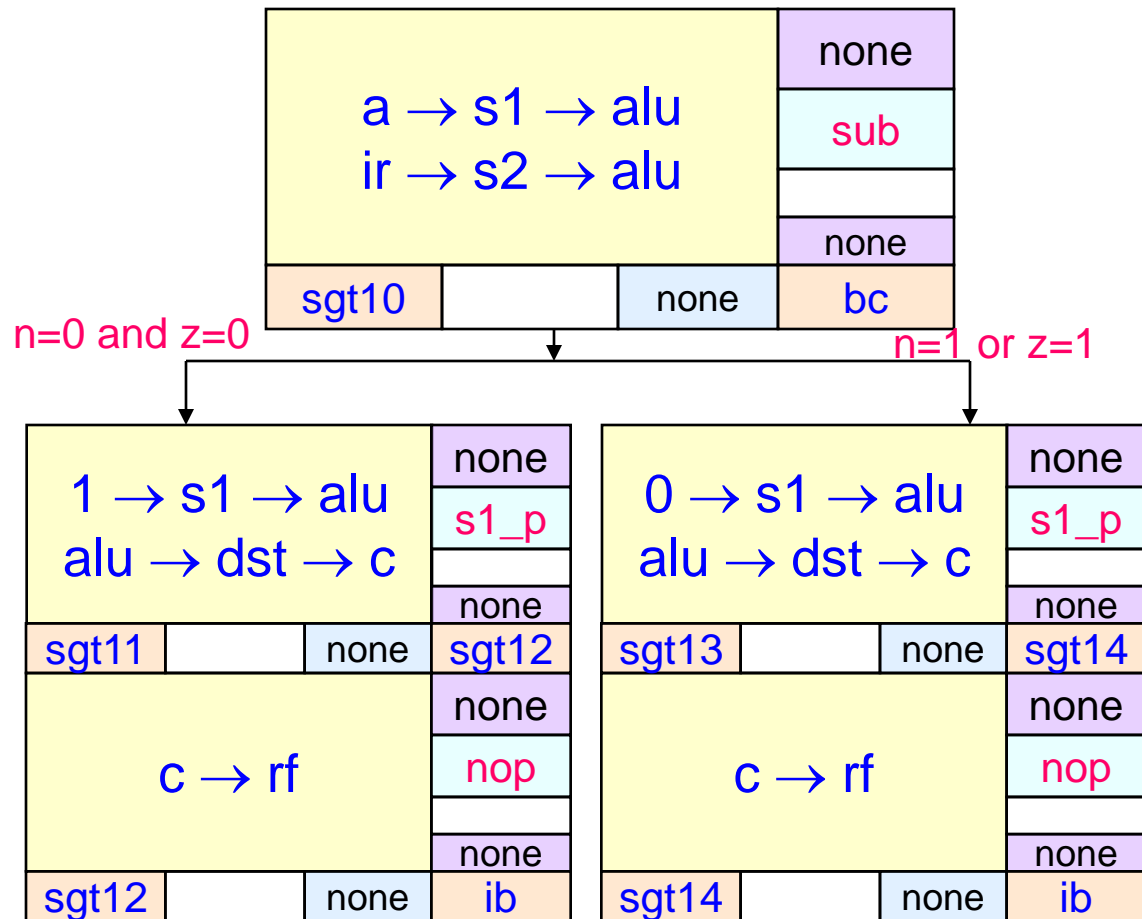 a → s1 → alu
ir → s2 → alu
none
sub
none
sgt10
none
bc
n=0 and z=0
n=1 or z=1
1 → s1 → alu
alu → dst → c
none
s1_p
none
sgt11
none
sgt12
c → rf
none
nop
none
sgt12
none
ib
0 → s1 → alu
alu → dst → c
none
s1_p
none
sgt13
none
sgt14
c → rf
none
nop
none
sgt14
none
ib